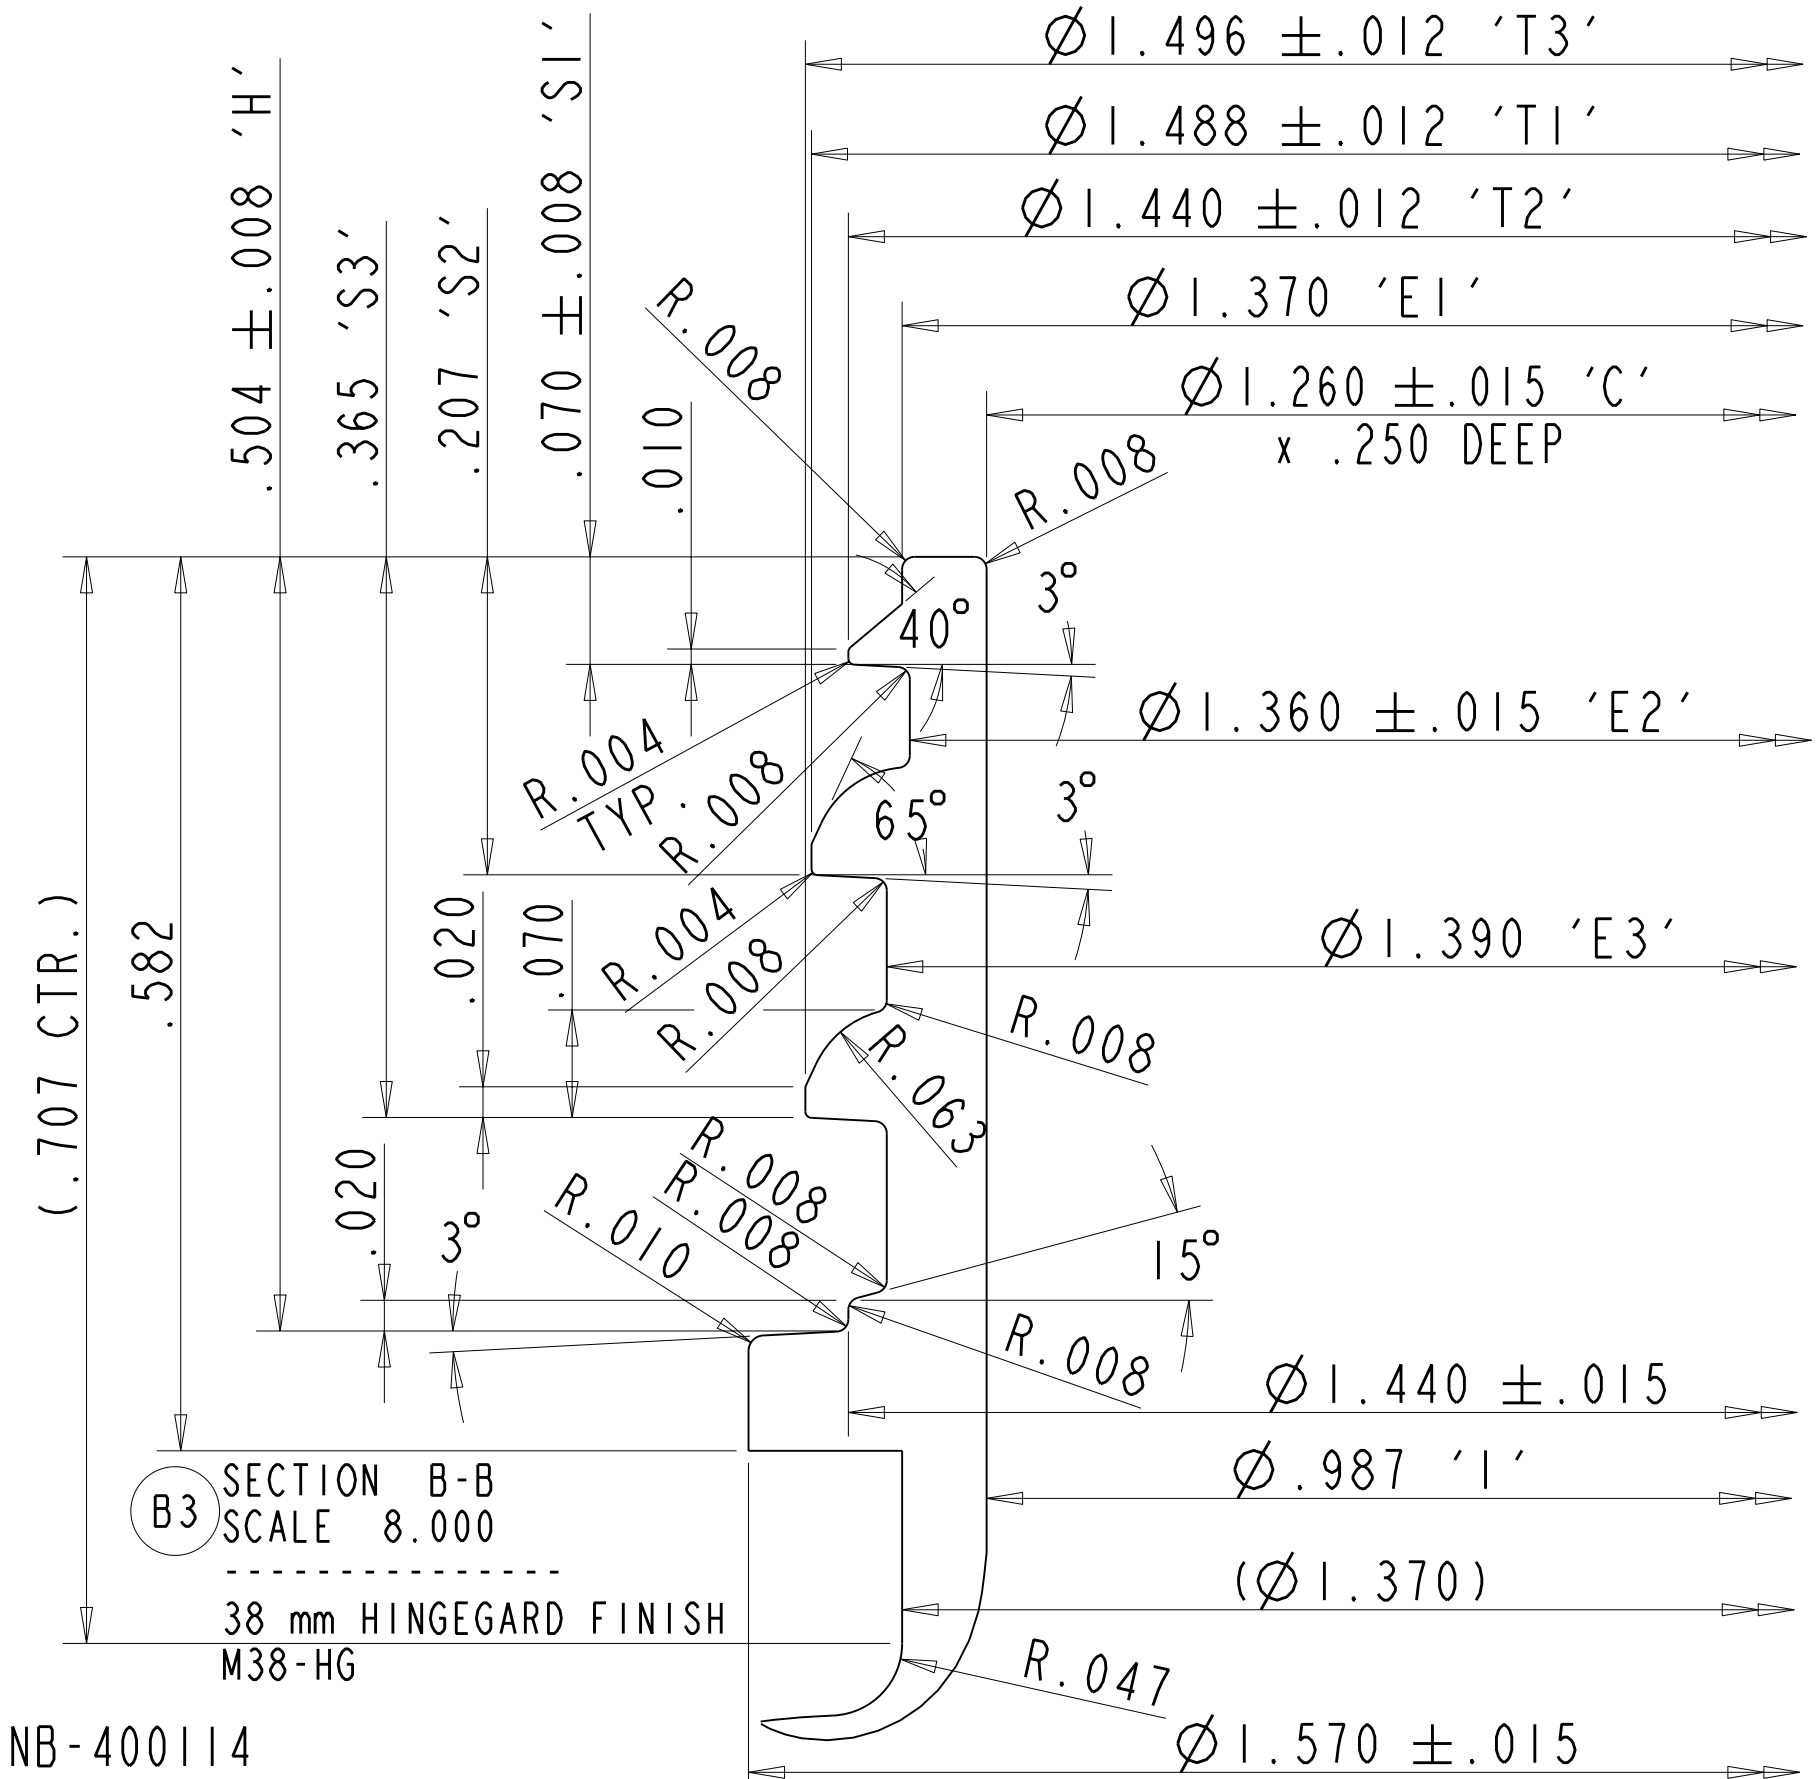 Ø1.496 ±.012 'T3'
Ø1.488 ±.012 'T1'
Ø1.440 ±.012 'T2'
Ø1.370 'E1'
Ø1.260 ±.015 'C'
x .250 DEEP
.504 ±.008 'H'
.365 'S3'
.207 'S2'
.070 ±.008 'S1'
.010
R.008
R.008
40°
3°
R.004
TYP.
R.008
Ø1.360 ±.015 'E2'
65°
3°
(.707 CTR.)
.582
.020
.070
R.004
R.008
Ø1.390 'E3'
R.008
R.063
.020
3°
R.010
R.008
R.008
15°
R.008
Ø1.440 ±.015
Ø.987 'I'
(Ø1.370)
R.047
Ø1.570 ±.015
B3
SECTION B-B
SCALE 8.000
---------------
38 mm HINGEGARD FINISH
M38-HG
NB-400114